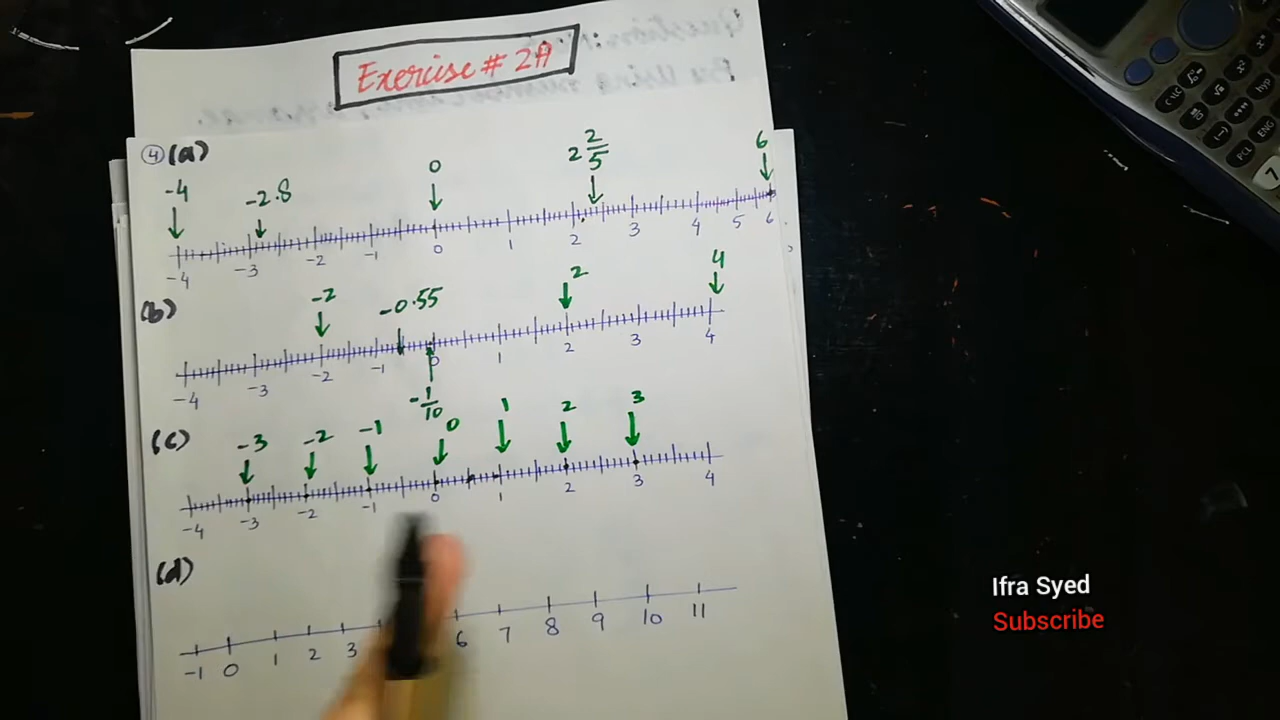 Exercise # 2A
④ (a)
-4 -2.8 0 2 2/5 6
-4 -3 -2 -1 0 1 2 3 4 5 6
(b)
-2 -0.55 2 4
-4 -3 -2 -1 0 1 2 3 4
-1/10
(c)
-3 -2 -1 0 1 2 3
-4 -3 -2 -1 0 1 2 3 4
(d)
-1 0 1 2 3 6 7 8 9 10 11
Ifra Syed
Subscribe
7